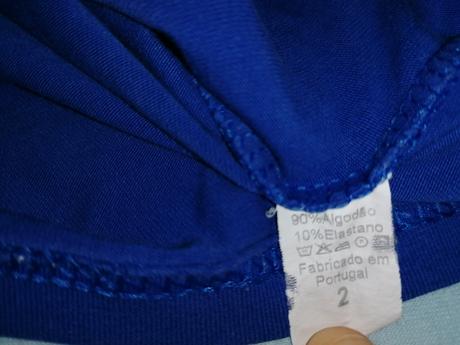 90%Algodão
10%Elastano
Fabricado em
Portugal
2